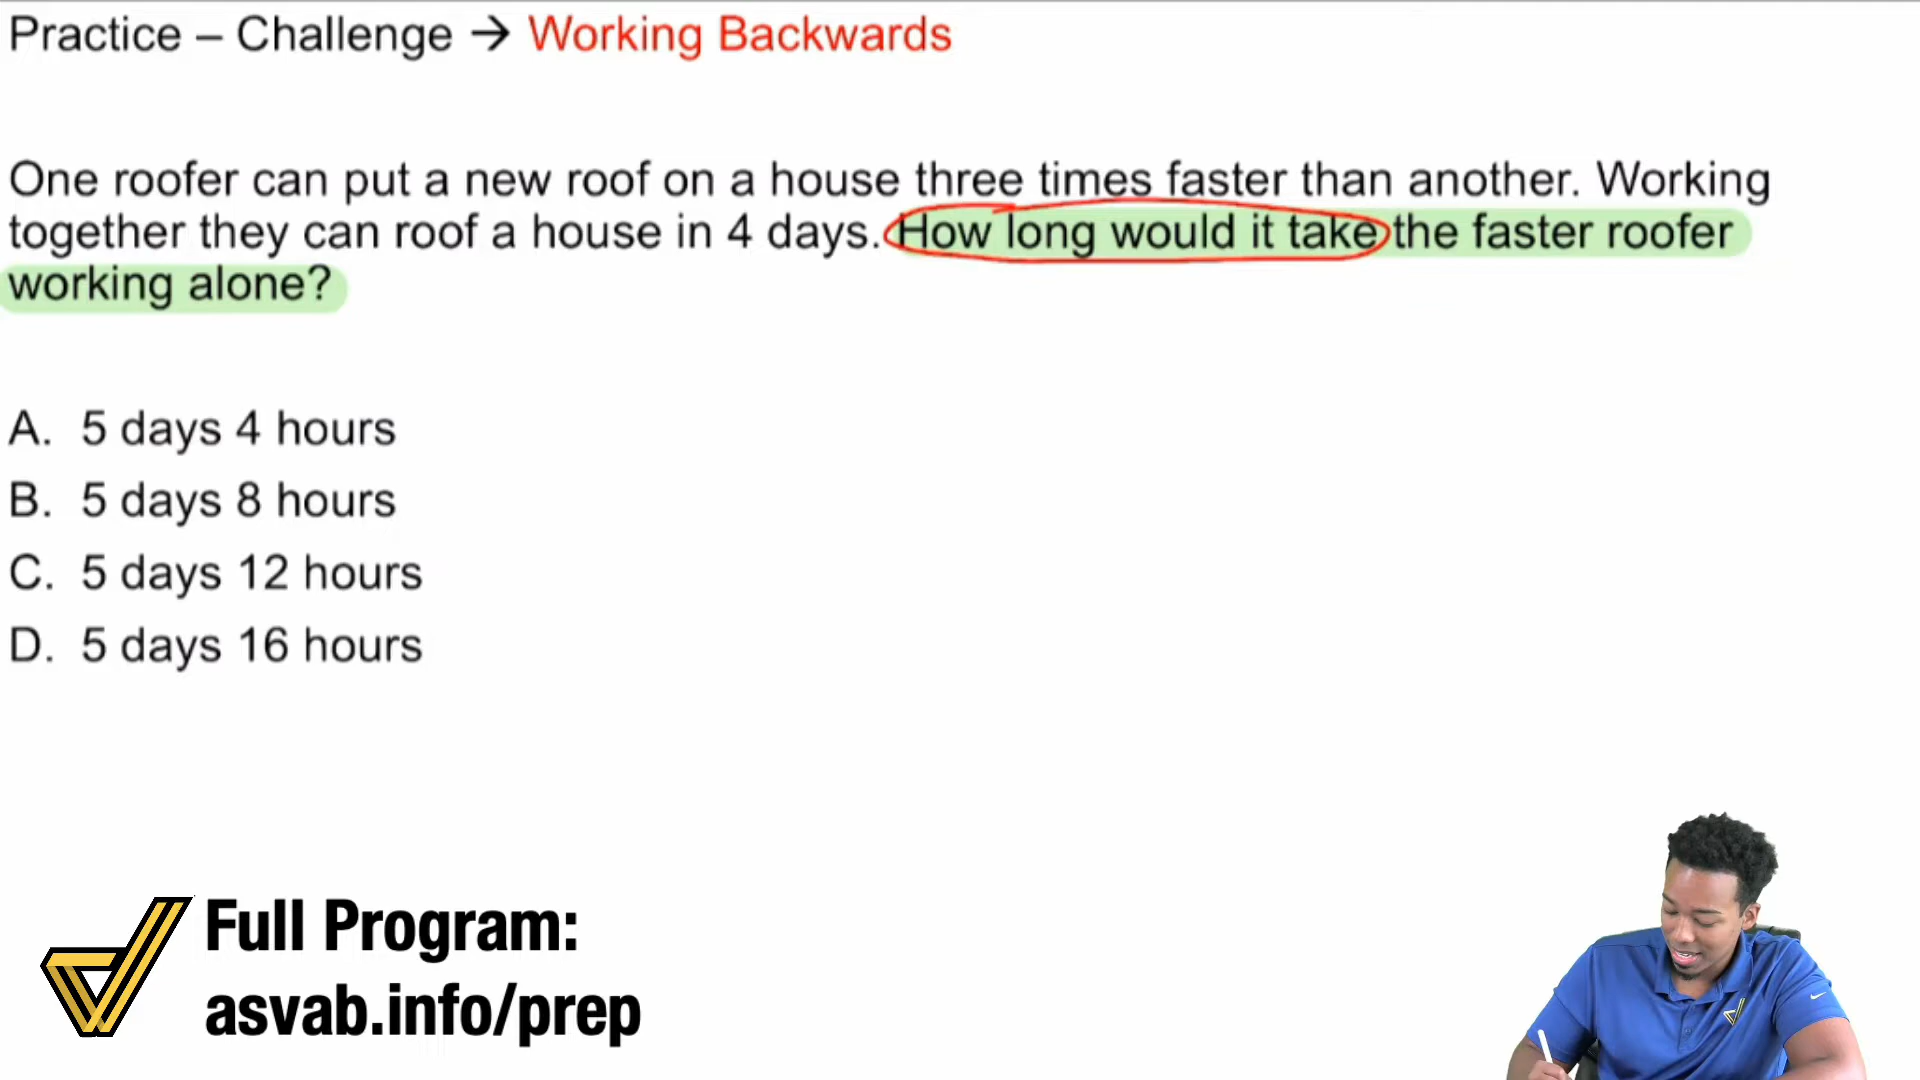 Practice – Challenge → Working Backwards
One roofer can put a new roof on a house three times faster than another. Working
together they can roof a house in 4 days. How long would it take the faster roofer
working alone?
A. 5 days 4 hours
B. 5 days 8 hours
C. 5 days 12 hours
D. 5 days 16 hours
Full Program:
asvab.info/prep